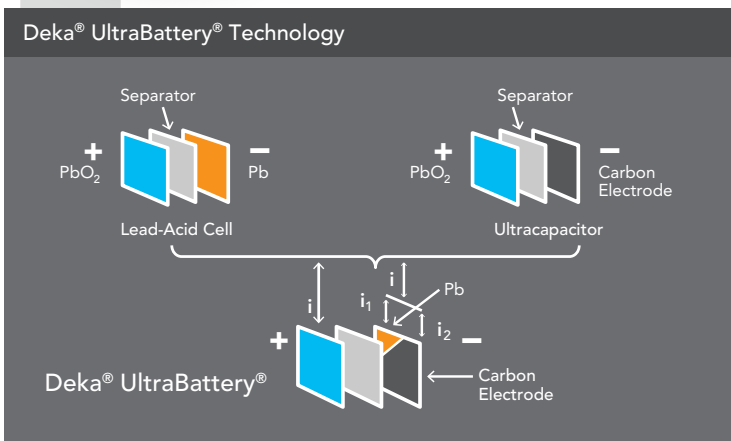 Deka® UltraBattery® Technology
Separator
Separator
+
PbO₂
−
Pb
+
PbO₂
−
Carbon
Electrode
Lead-Acid Cell
Ultracapacitor
i
i
i₁
Pb
i₂
+
−
Deka® UltraBattery®
Carbon
Electrode